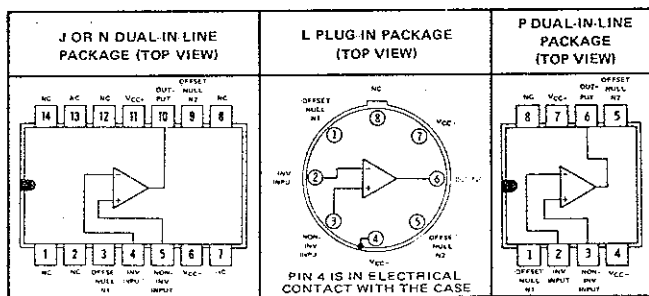 J OR N DUAL-IN-LINE
PACKAGE (TOP VIEW)
NC NC NC VCC+ OUT-PUT OFFSET NULL N2 NC
14 13 12 11 10 9 8
1 2 3 4 5 6 7
NC NC OFFSET NULL N1 INV INPUT NON-INV INPUT VCC- NC
L PLUG-IN PACKAGE
(TOP VIEW)
NC
8
OFFSET NULL N1
1
7
VCC+
INV INPUT
2
6
OUTPUT
3
5
NON-INV INPUT
4
OFFSET NULL N2
VCC-
PIN 4 IS IN ELECTRICAL
CONTACT WITH THE CASE
P DUAL-IN-LINE
PACKAGE
(TOP VIEW)
NC VCC+ OUT-PUT OFFSET NULL N2
8 7 6 5
1 2 3 4
OFFSET NULL N1 INV INPUT NON-INV INPUT VCC-